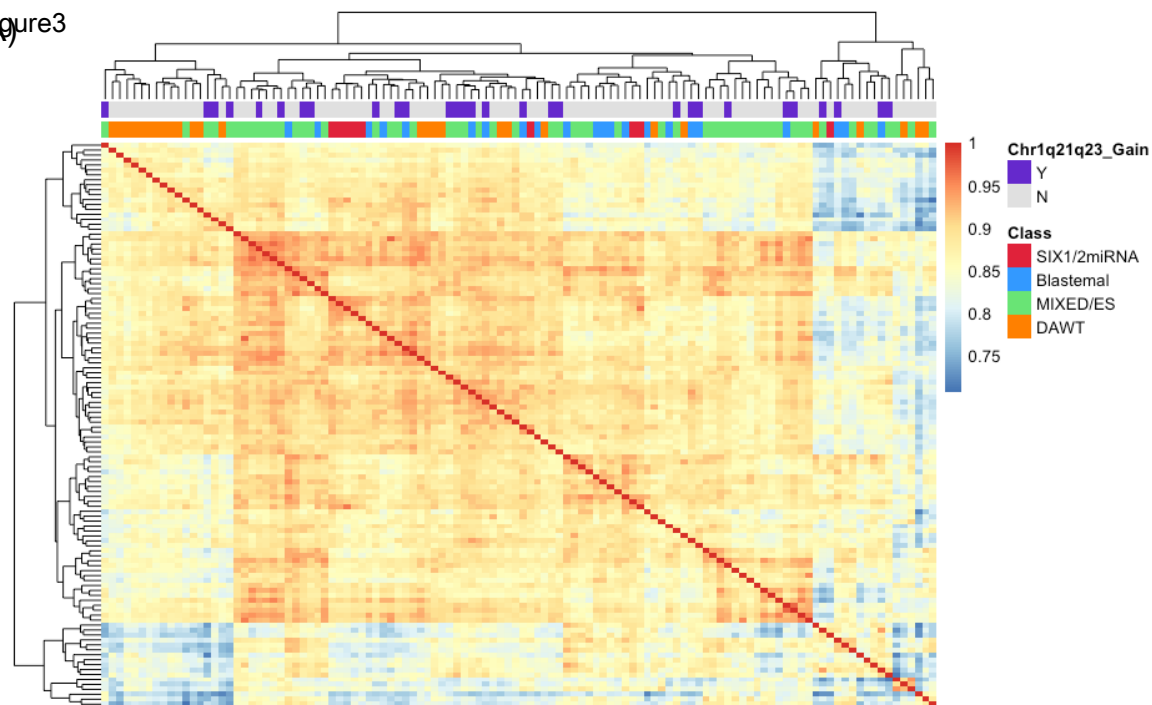 gure3
A)
1
0.95
0.9
0.85
0.8
0.75
Chr1q21q23_Gain
Y
N
Class
SIX1/2miRNA
Blastemal
MIXED/ES
DAWT